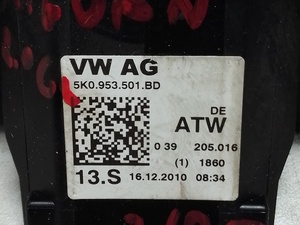 VW AG
5K0.953.501.BD
DE
ATW
0 39 205.016
(1) 1860
13.S 16.12.2010 08:34